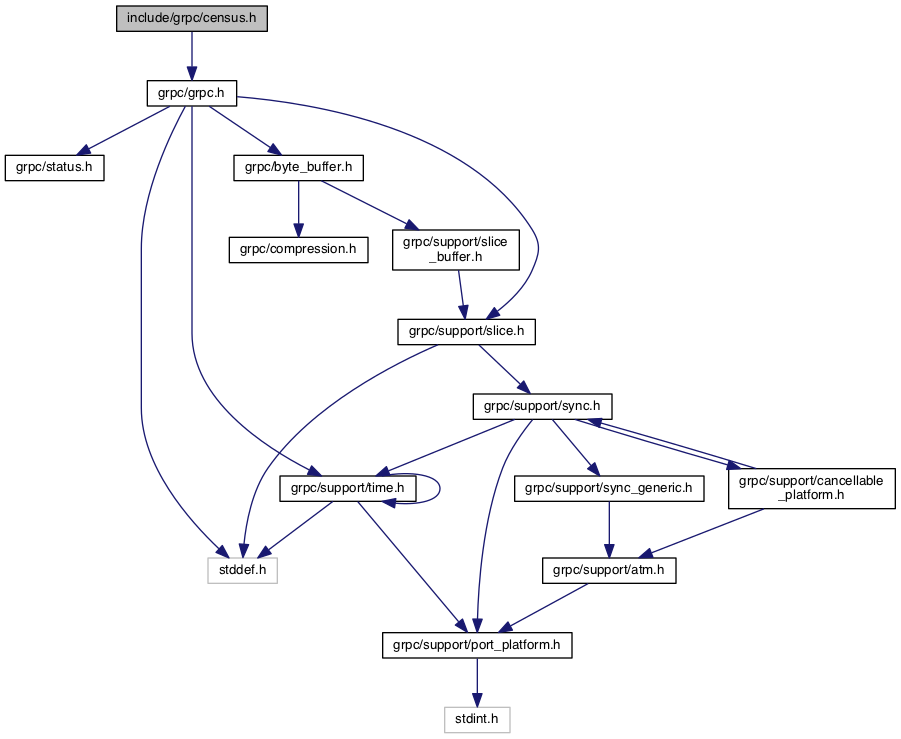 include/grpc/census.h
grpc/grpc.h
grpc/status.h
grpc/byte_buffer.h
grpc/compression.h
grpc/support/slice
_buffer.h
grpc/support/slice.h
grpc/support/sync.h
grpc/support/time.h
grpc/support/sync_generic.h
grpc/support/cancellable
_platform.h
stddef.h
grpc/support/atm.h
grpc/support/port_platform.h
stdint.h